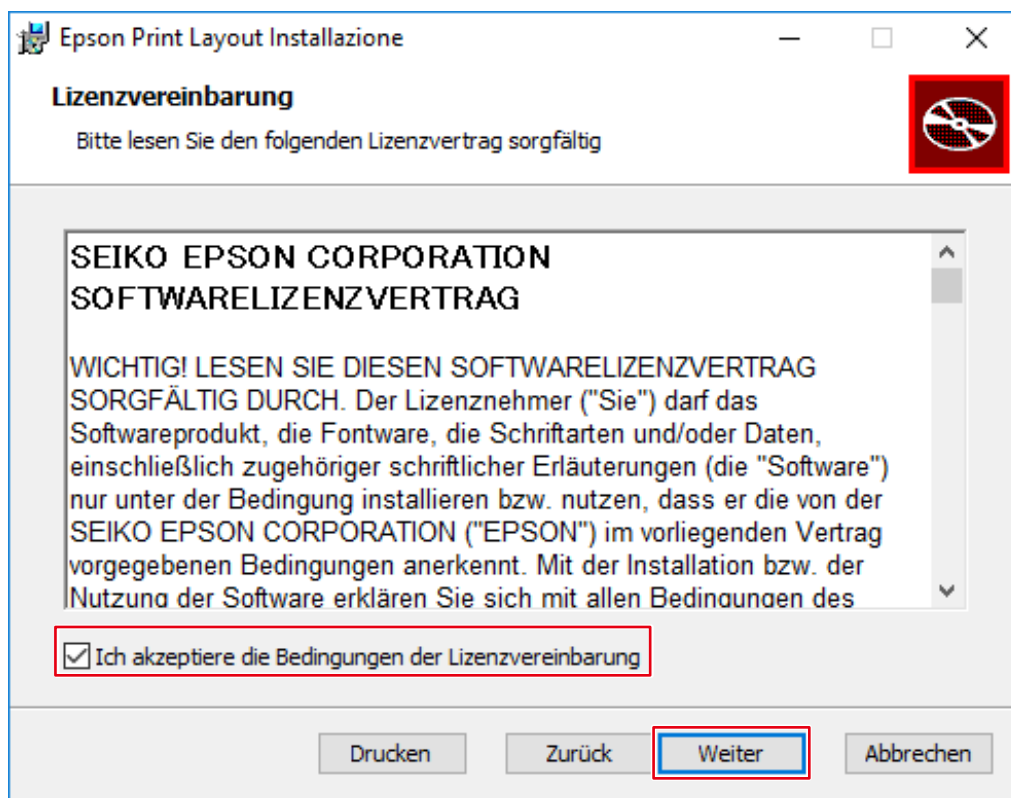 Epson Print Layout Installazione
Lizenzvereinbarung
Bitte lesen Sie den folgenden Lizenzvertrag sorgfältig
SEIKO EPSON CORPORATION
SOFTWARELIZENZVERTRAG
WICHTIG! LESEN SIE DIESEN SOFTWARELIZENZVERTRAG
SORGFÄLTIG DURCH. Der Lizenznehmer ("Sie") darf das
Softwareprodukt, die Fontware, die Schriftarten und/oder Daten,
einschließlich zugehöriger schriftlicher Erläuterungen (die "Software")
nur unter der Bedingung installieren bzw. nutzen, dass er die von der
SEIKO EPSON CORPORATION ("EPSON") im vorliegenden Vertrag
vorgegebenen Bedingungen anerkennt. Mit der Installation bzw. der
Nutzung der Software erklären Sie sich mit allen Bedingungen des
Ich akzeptiere die Bedingungen der Lizenzvereinbarung
Drucken Zurück Weiter Abbrechen